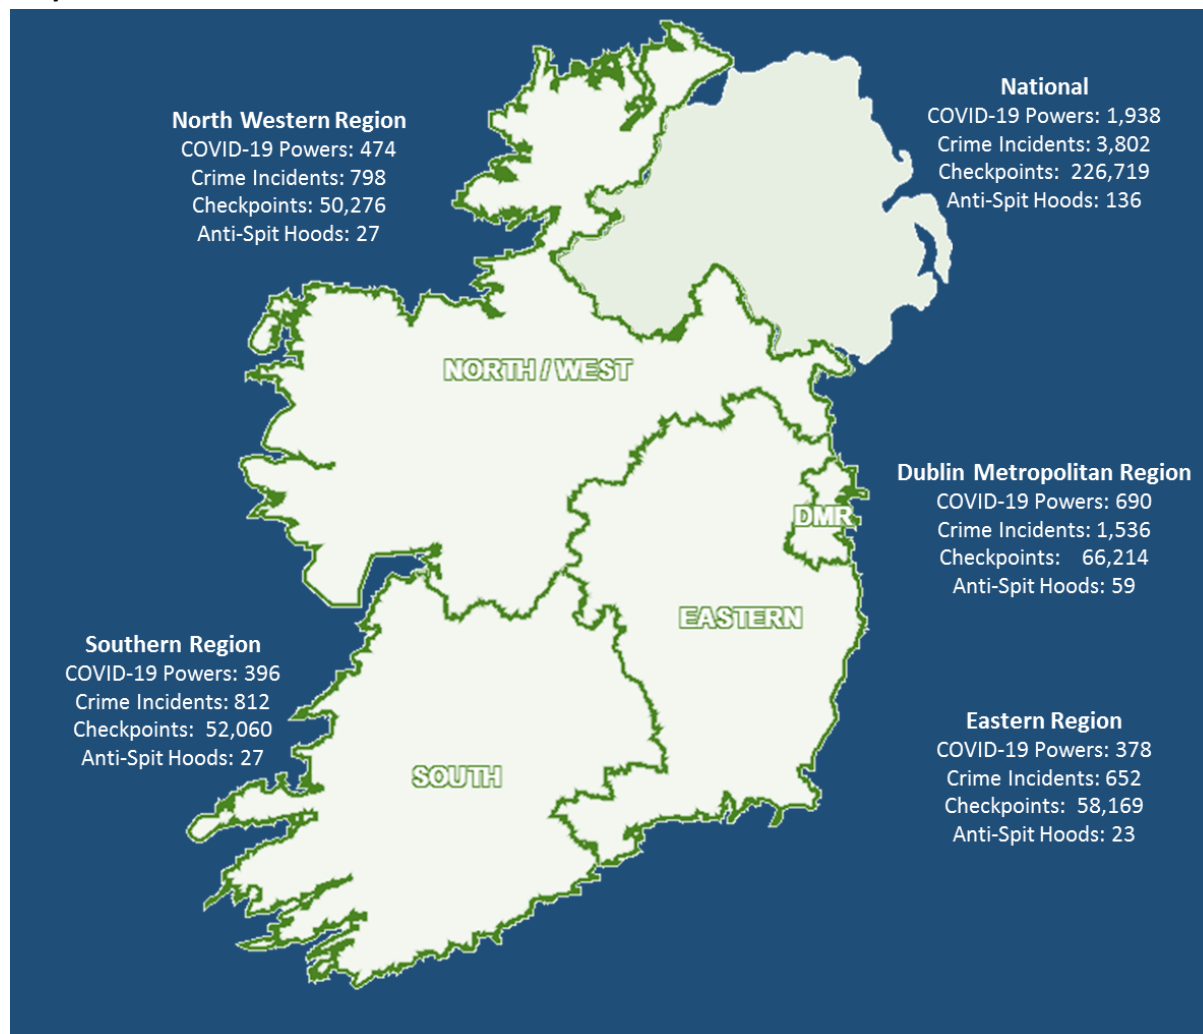 North Western Region
COVID-19 Powers: 474
Crime Incidents: 798
Checkpoints: 50,276
Anti-Spit Hoods: 27
National
COVID-19 Powers: 1,938
Crime Incidents: 3,802
Checkpoints: 226,719
Anti-Spit Hoods: 136
NORTH / WEST
Dublin Metropolitan Region
COVID-19 Powers: 690
Crime Incidents: 1,536
Checkpoints: 66,214
Anti-Spit Hoods: 59
DMR
EASTERN
Southern Region
COVID-19 Powers: 396
Crime Incidents: 812
Checkpoints: 52,060
Anti-Spit Hoods: 27
SOUTH
Eastern Region
COVID-19 Powers: 378
Crime Incidents: 652
Checkpoints: 58,169
Anti-Spit Hoods: 23